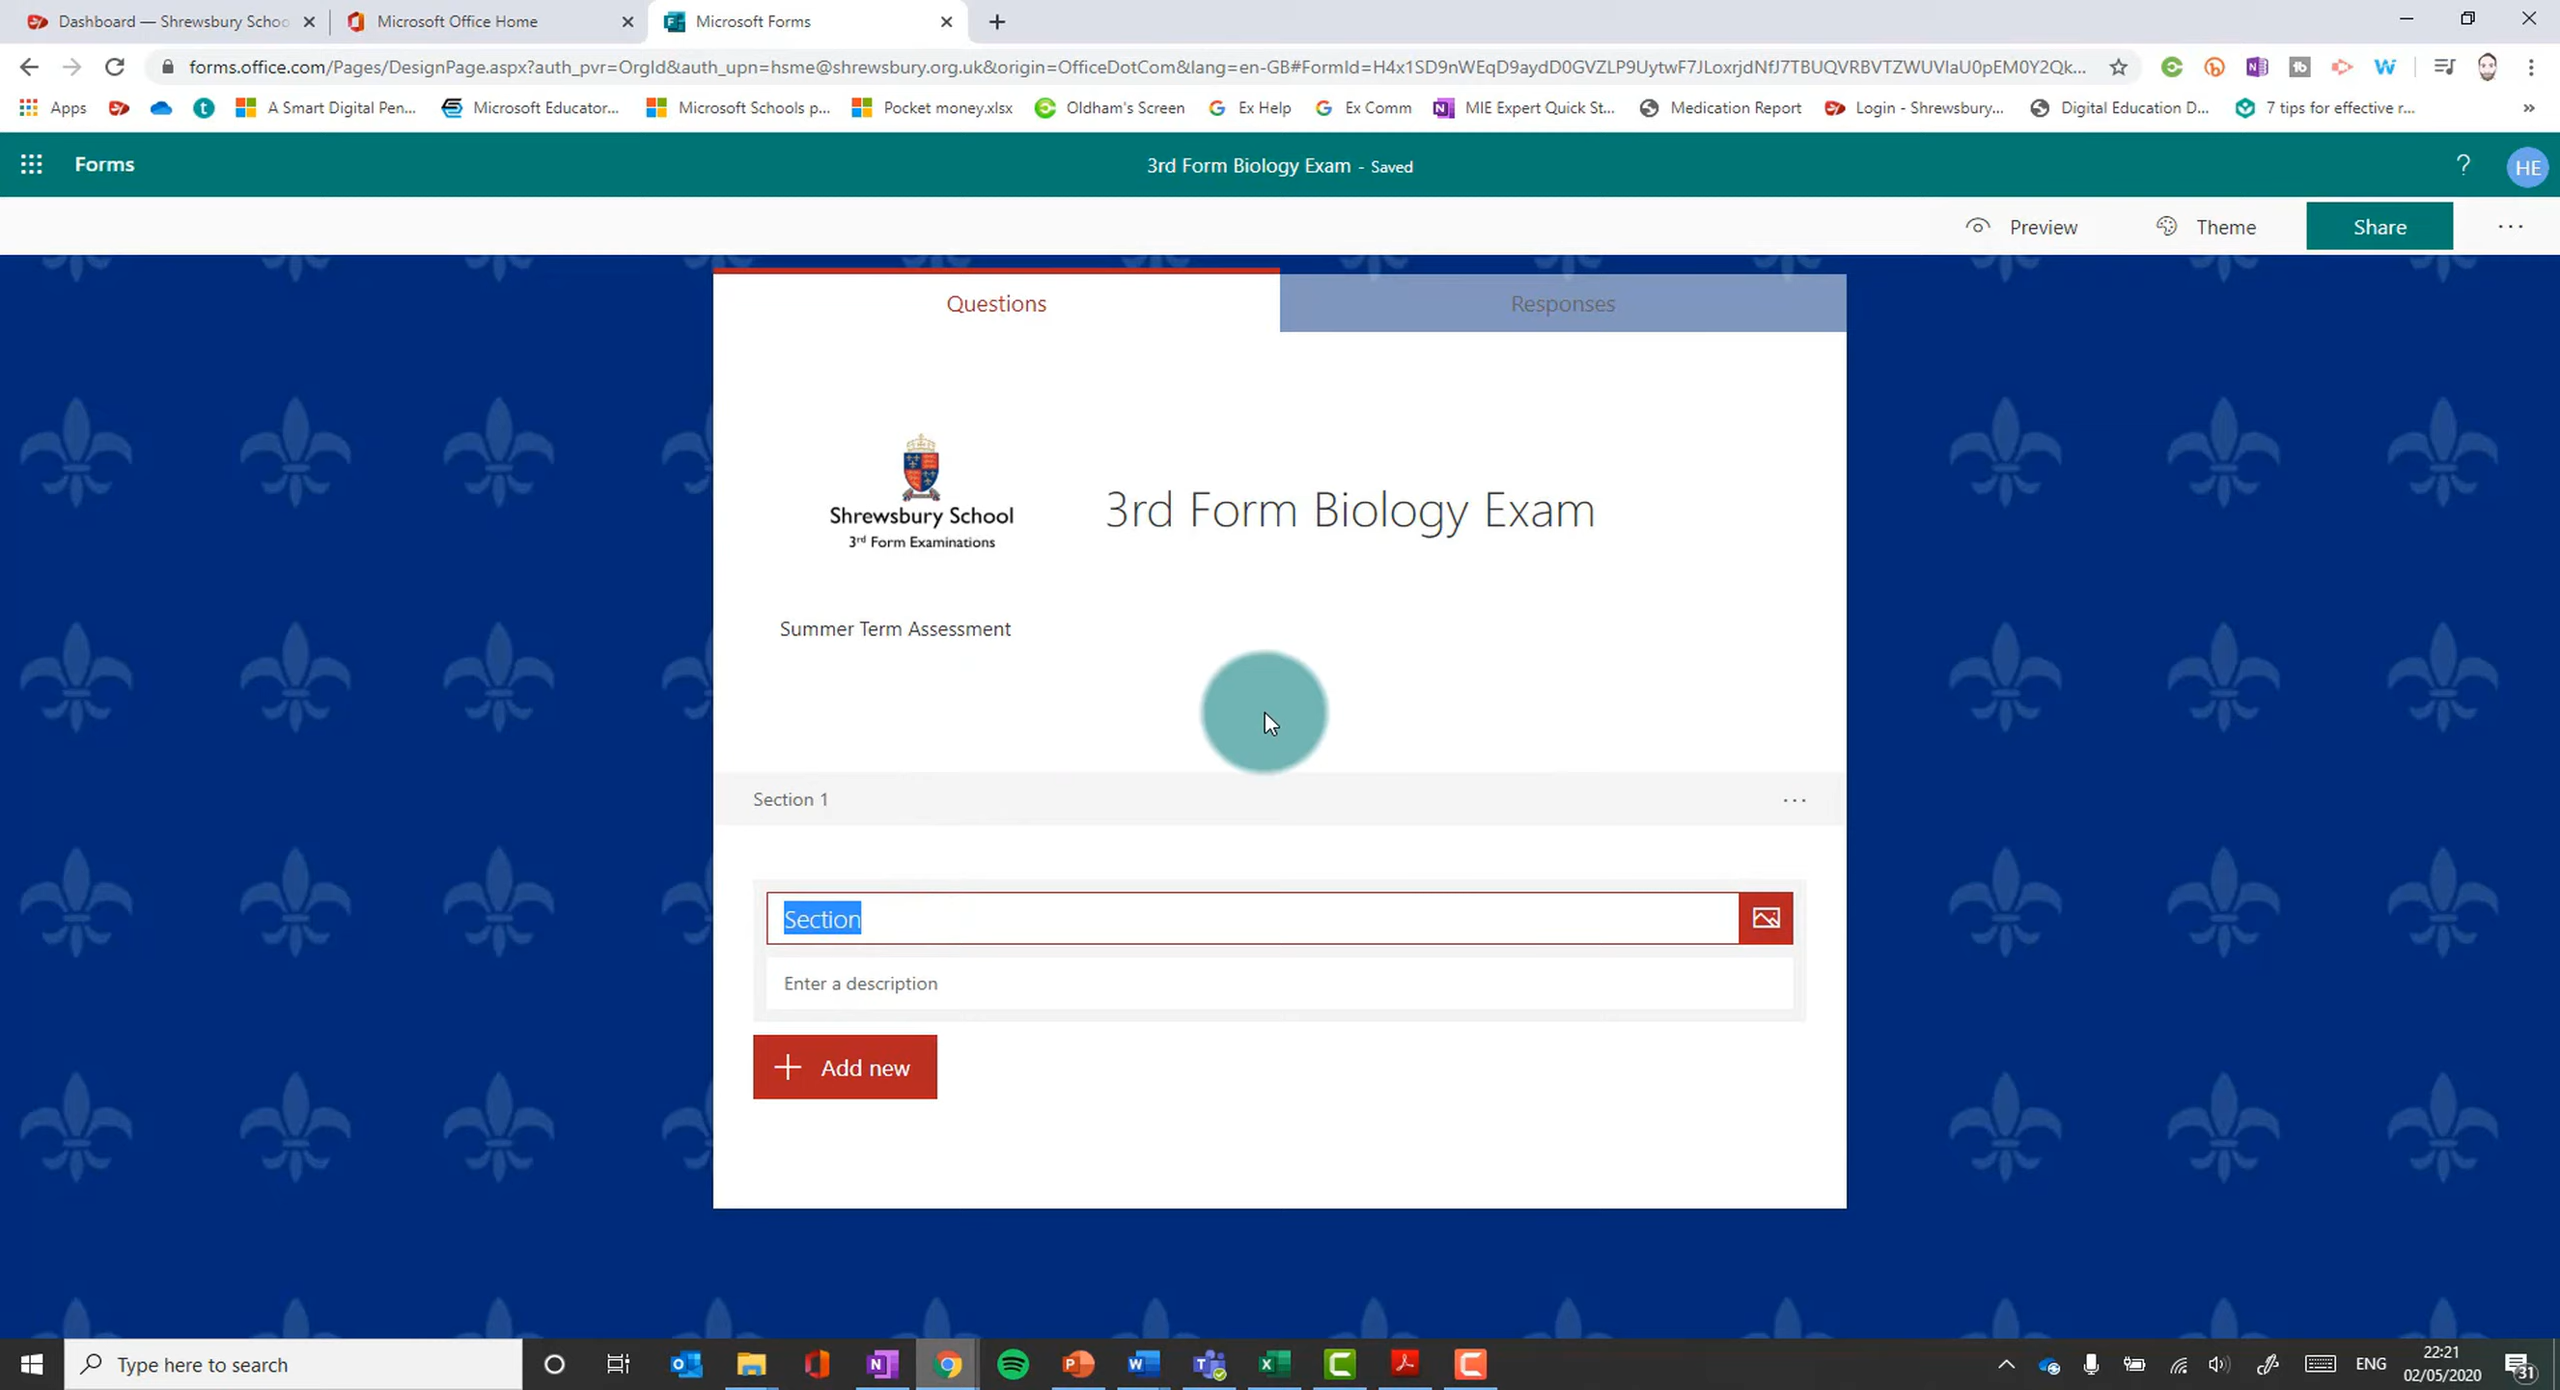 Dashboard — Shrewsbury Schoo
Microsoft Office Home
Microsoft Forms
forms.office.com/Pages/DesignPage.aspx?auth_pvr=OrgId&auth_upn=hsme@shrewsbury.org.uk&origin=OfficeDotCom&lang=en-GB#FormId=H4x1SD9nWEqD9aydD0GVZLP9UytwF7JLoxrjdNfJ7TBUQVRBVTZWUVlaU0pEM0Y2Qk...
Apps
A Smart Digital Pen...
Microsoft Educator...
Microsoft Schools p...
Pocket money.xlsx
Oldham's Screen
Ex Help
Ex Comm
MIE Expert Quick St...
Medication Report
Login - Shrewsbury...
Digital Education D...
7 tips for effective r...
Forms
3rd Form Biology Exam - Saved
?
HE
Preview
Theme
Share
Questions
Responses
Shrewsbury School
3rd Form Examinations
3rd Form Biology Exam
Summer Term Assessment
Section 1
Section
Enter a description
Add new
Type here to search
ENG
22:21
02/05/2020
31